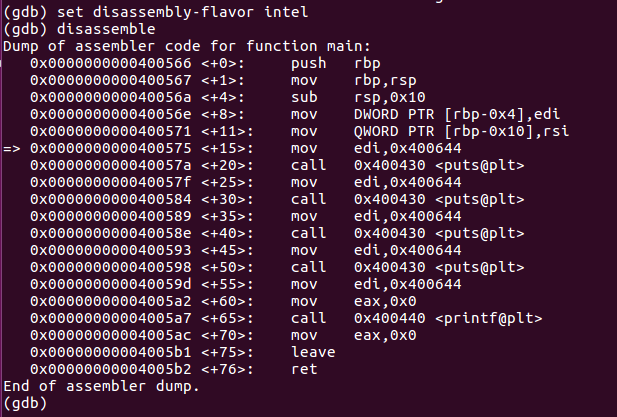 (gdb) set disassembly-flavor intel
(gdb) disassemble
Dump of assembler code for function main:
   0x0000000000400566 <+0>:     push   rbp
   0x0000000000400567 <+1>:     mov    rbp,rsp
   0x000000000040056a <+4>:     sub    rsp,0x10
   0x000000000040056e <+8>:     mov    DWORD PTR [rbp-0x4],edi
   0x0000000000400571 <+11>:    mov    QWORD PTR [rbp-0x10],rsi
=> 0x0000000000400575 <+15>:    mov    edi,0x400644
   0x000000000040057a <+20>:    call   0x400430 <puts@plt>
   0x000000000040057f <+25>:    mov    edi,0x400644
   0x0000000000400584 <+30>:    call   0x400430 <puts@plt>
   0x0000000000400589 <+35>:    mov    edi,0x400644
   0x000000000040058e <+40>:    call   0x400430 <puts@plt>
   0x0000000000400593 <+45>:    mov    edi,0x400644
   0x0000000000400598 <+50>:    call   0x400430 <puts@plt>
   0x000000000040059d <+55>:    mov    edi,0x400644
   0x00000000004005a2 <+60>:    mov    eax,0x0
   0x00000000004005a7 <+65>:    call   0x400440 <printf@plt>
   0x00000000004005ac <+70>:    mov    eax,0x0
   0x00000000004005b1 <+75>:    leave
   0x00000000004005b2 <+76>:    ret
End of assembler dump.
(gdb)